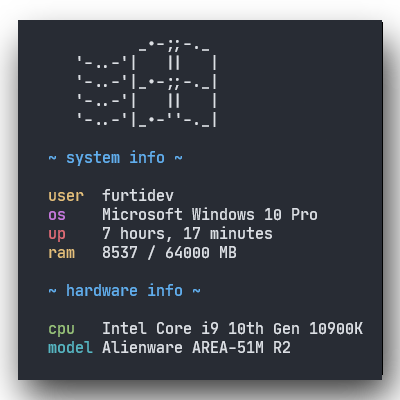 ~ system info ~
user furtidev
os Microsoft Windows 10 Pro
up 7 hours, 17 minutes
ram 8537 / 64000 MB
~ hardware info ~
cpu Intel Core i9 10th Gen 10900K
model Alienware AREA-51M R2